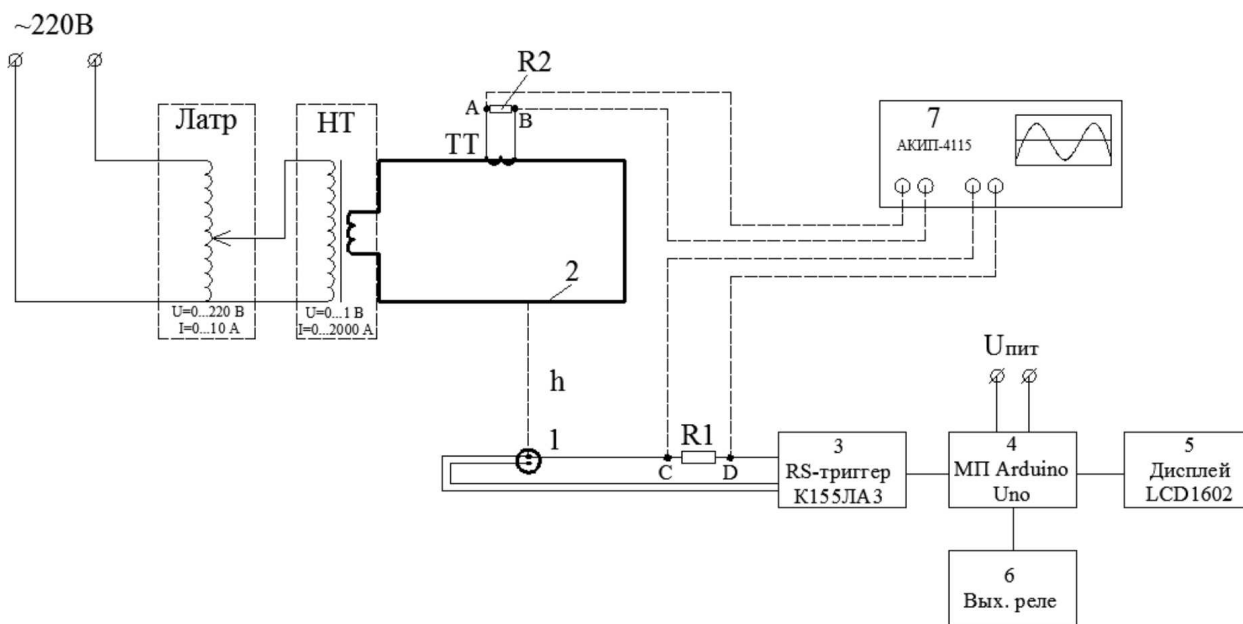 ~220В
Латр
U=0...220 В
I=0...10 А
НТ
U=0...1 В
I=0...2000 А
R2
A
B
ТТ
2
h
1
7
АКИП-4115
C
R1
D
3
RS-триггер
К155ЛА3
Uпит
4
МП Arduino
Uno
5
Дисплей
LCD1602
6
Вых. реле